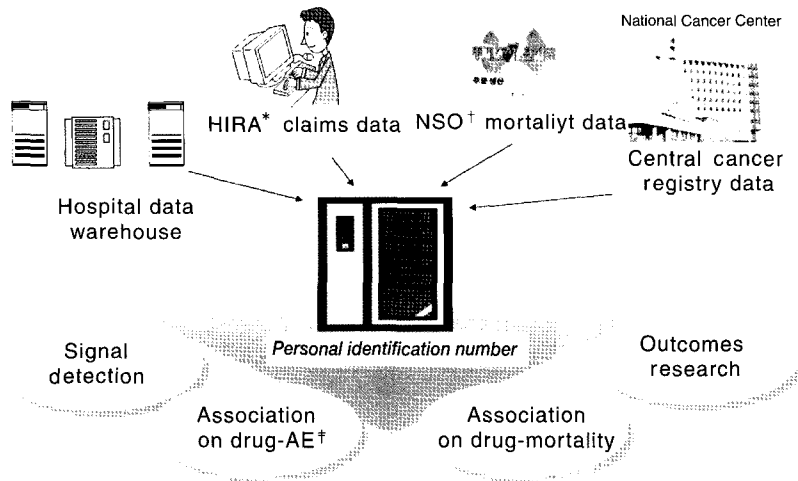 National Cancer Center
HIRA* claims data
NSO† mortaliyt data
Central cancer
registry data
Hospital data
warehouse
Personal identification number
Signal
detection
Outcomes
research
Association
on drug-AE‡
Association
on drug-mortality